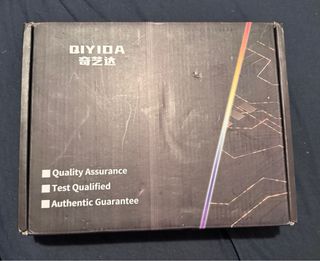 QIYIDA
奇艺达
Quality Assurance
Test Qualified
Authentic Guarantee